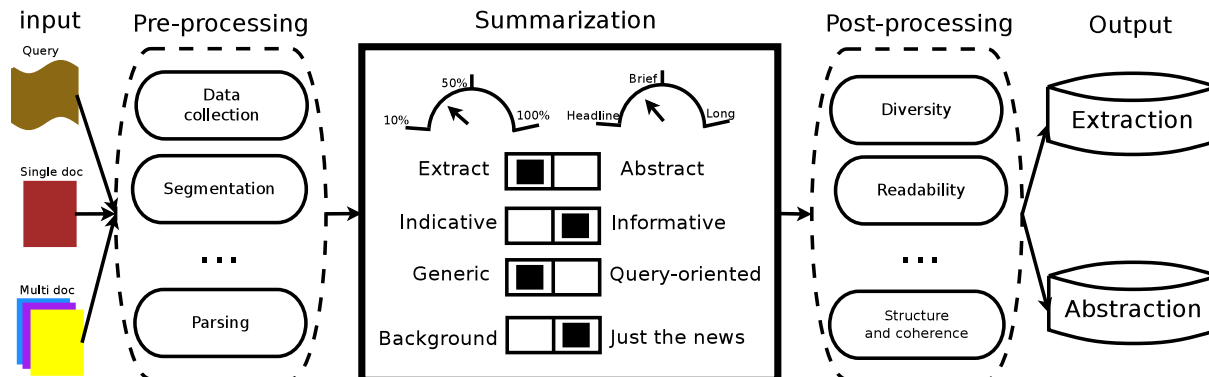 input
Pre-processing
Summarization
Post-processing
Output
Query
Single doc
Multi doc
Data
collection
Segmentation
...
Parsing
10%
50%
100%
Headline
Brief
Long
Extract
Abstract
Indicative
Informative
Generic
Query-oriented
Background
Just the news
Diversity
Readability
...
Structure
and coherence
Extraction
Abstraction